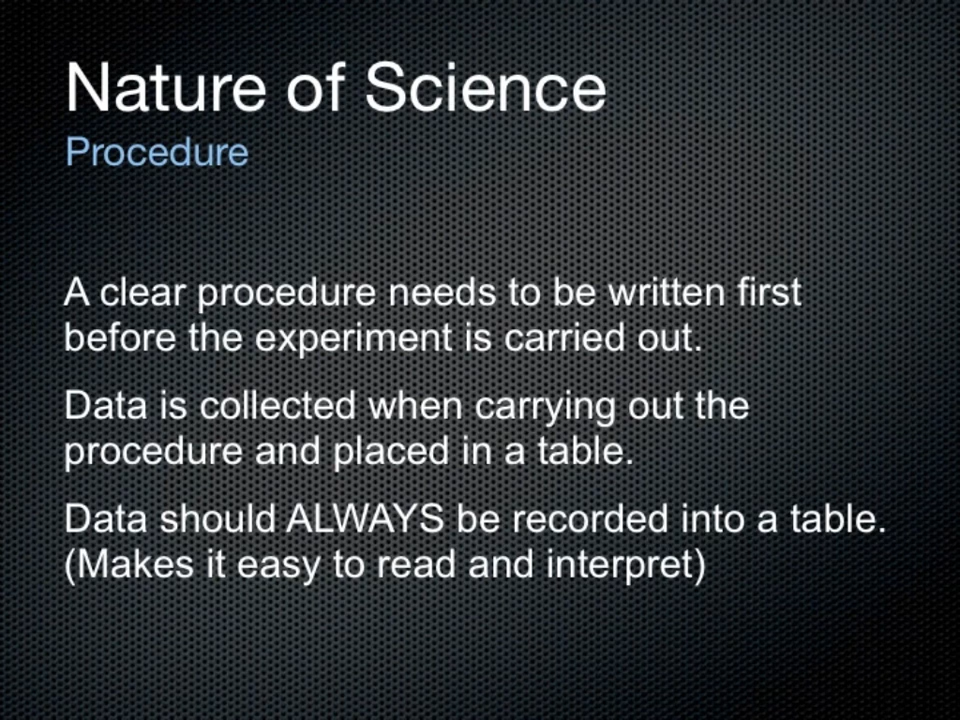 Nature of Science
Procedure
A clear procedure needs to be written first
before the experiment is carried out.
Data is collected when carrying out the
procedure and placed in a table.
Data should ALWAYS be recorded into a table.
(Makes it easy to read and interpret)